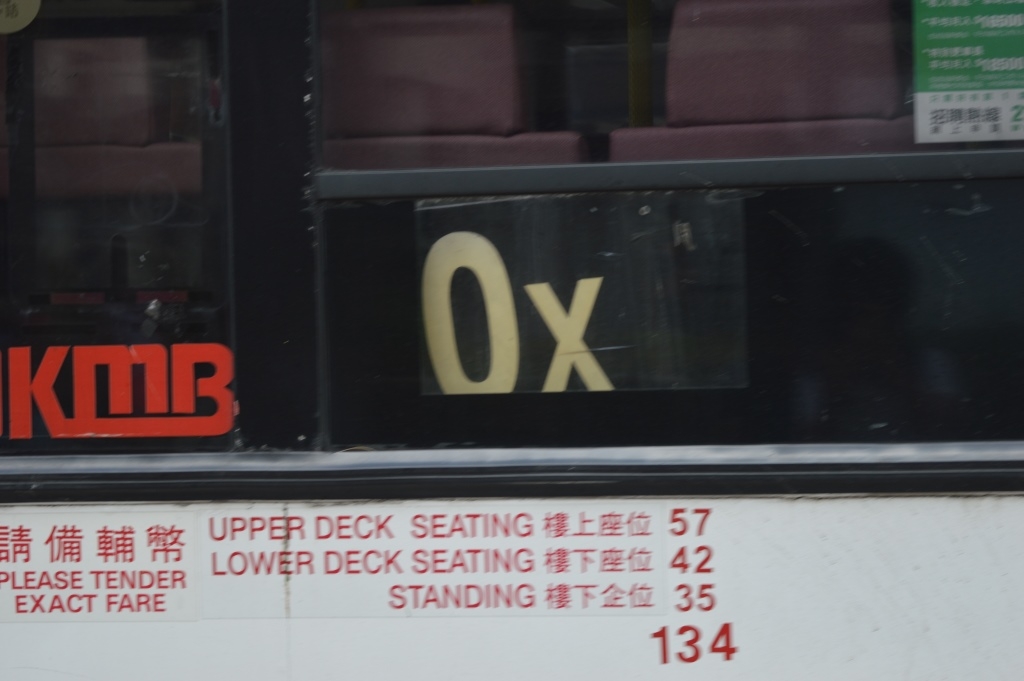 0x
KMB
請備輔幣
PLEASE TENDER
EXACT FARE
UPPER DECK SEATING 樓上座位 57
LOWER DECK SEATING 樓下座位 42
STANDING 樓下企位 35
134